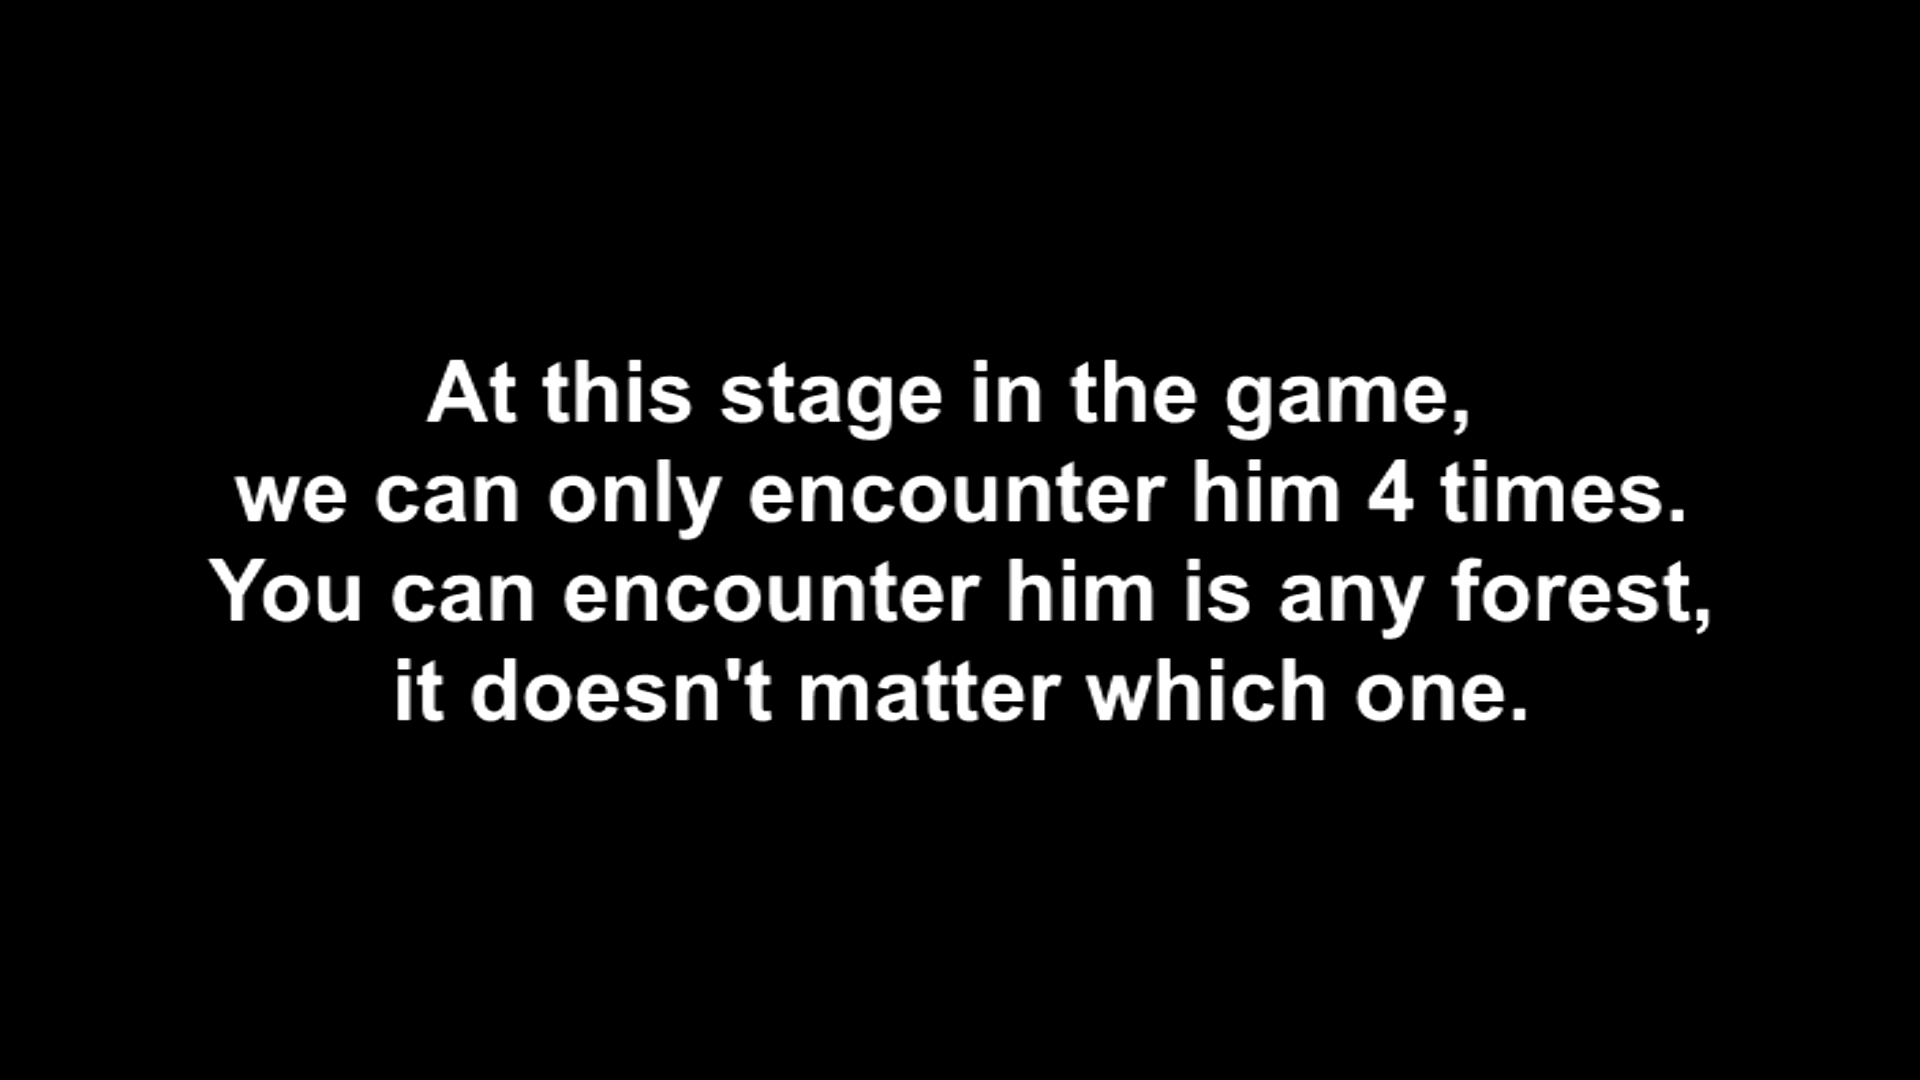 At this stage in the game,
we can only encounter him 4 times.
You can encounter him is any forest,
it doesn't matter which one.